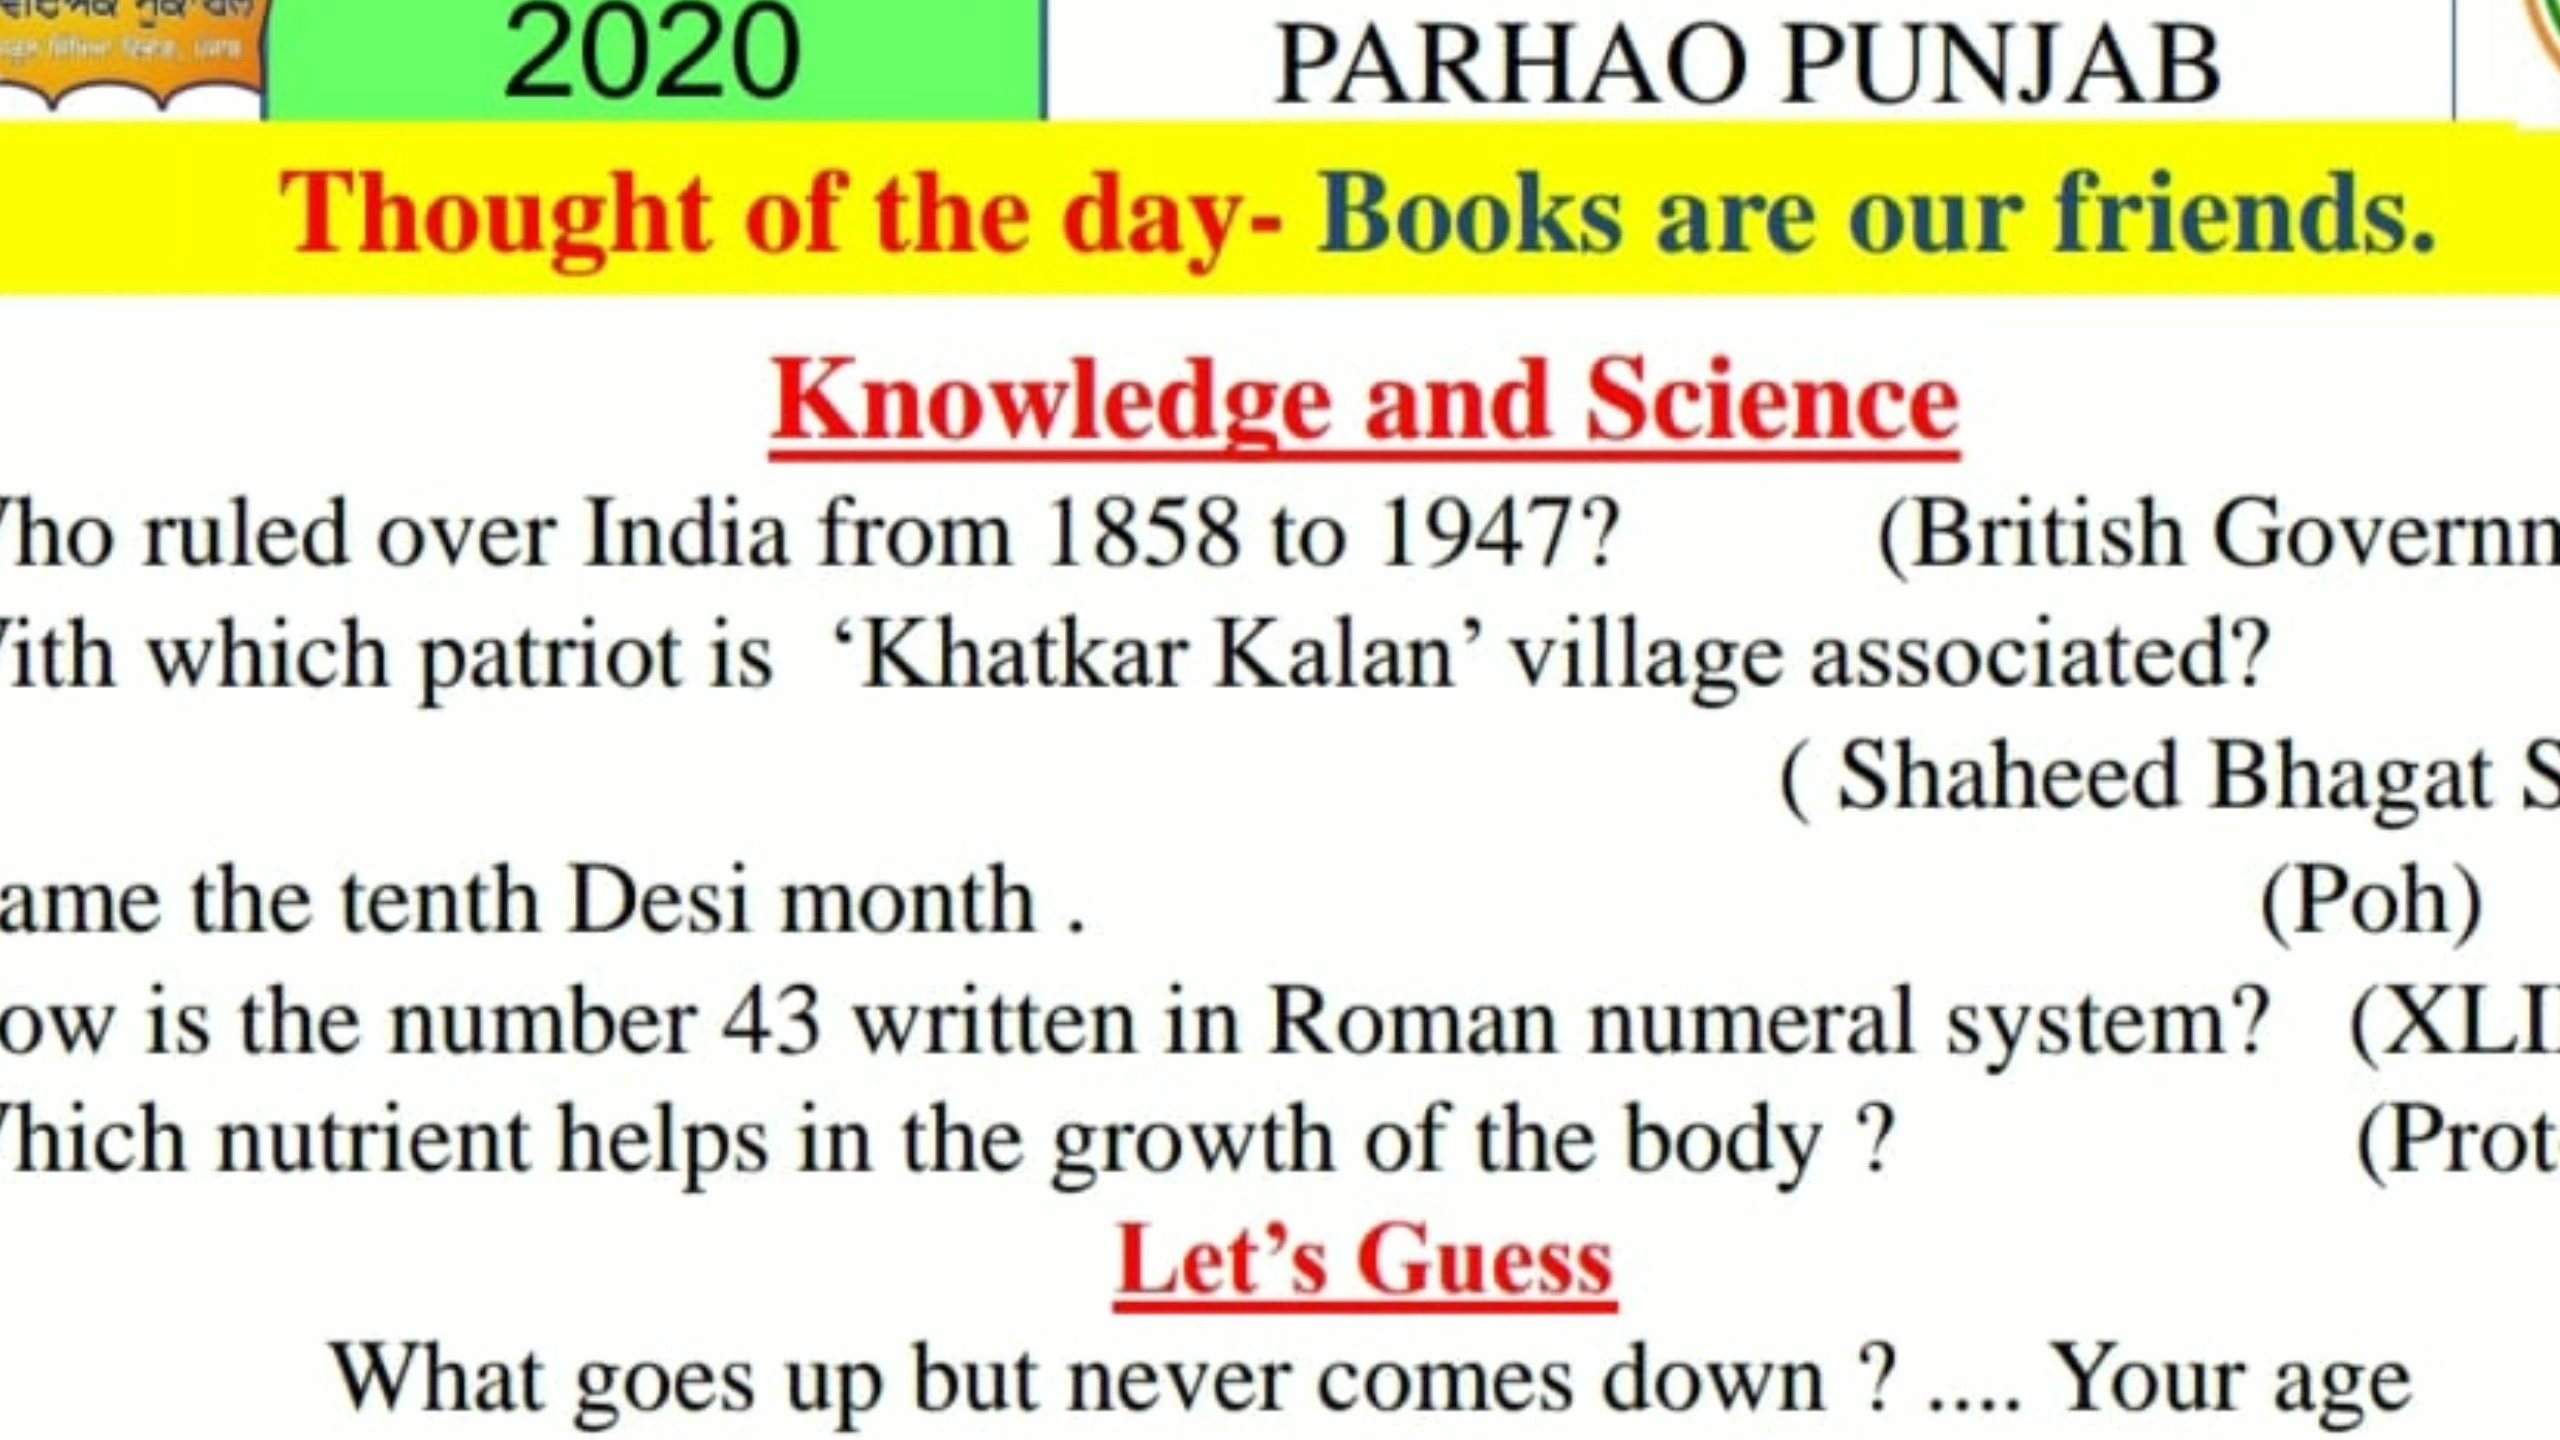 2020
PARHAO PUNJAB
Thought of the day- Books are our friends.
Knowledge and Science
ho ruled over India from 1858 to 1947? (British Governm
ith which patriot is ‘Khatkar Kalan’ village associated?
( Shaheed Bhagat S
ame the tenth Desi month . (Poh)
ow is the number 43 written in Roman numeral system? (XLII
hich nutrient helps in the growth of the body ? (Prote
Let’s Guess
What goes up but never comes down ? .... Your age